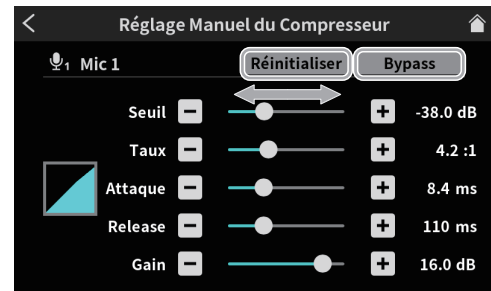 Réglage Manuel du Compresseur
1 Mic 1 Réinitialiser Bypass
Seuil - + -38.0 dB
Taux - + 4.2 :1
Attaque - + 8.4 ms
Release - + 110 ms
Gain - + 16.0 dB